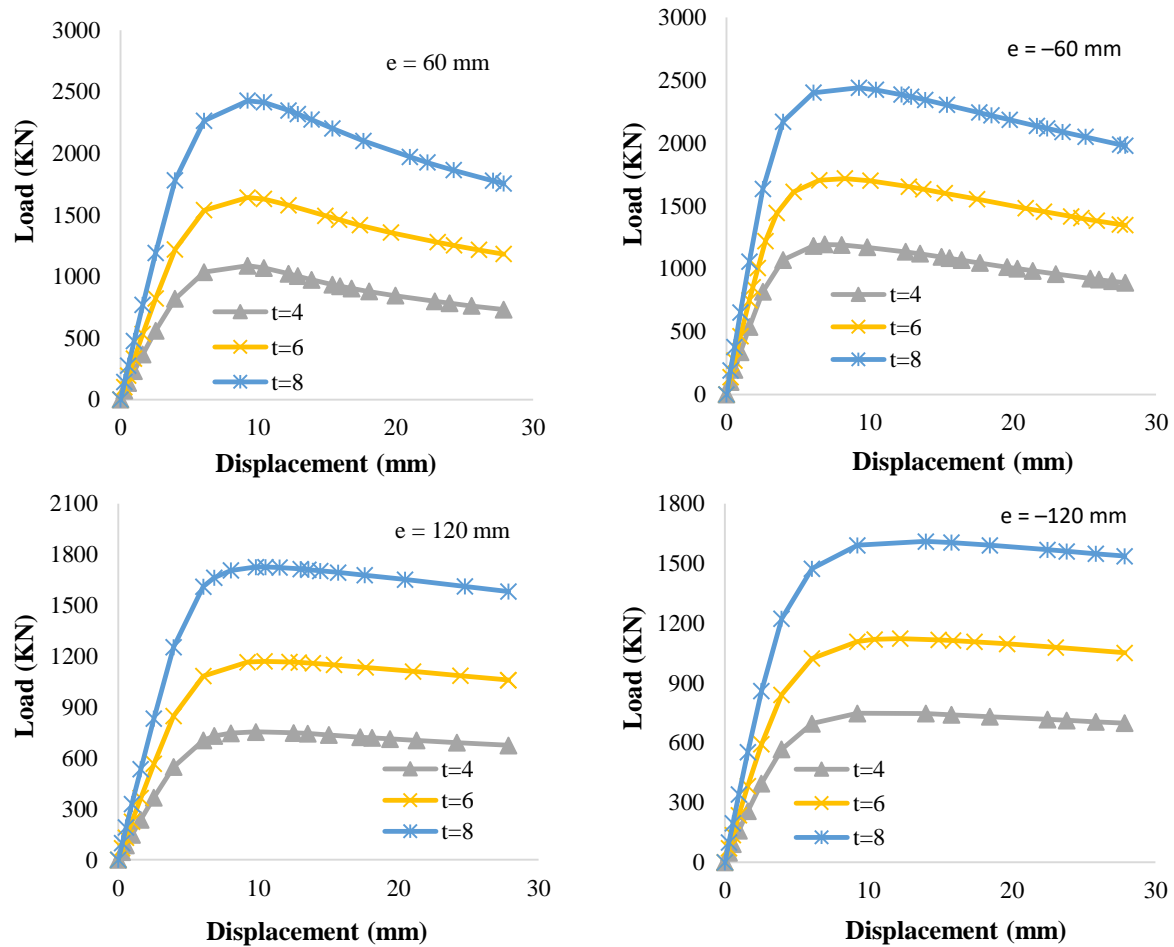 e = 60 mm
Load (KN)
3000
2500
2000
1500
1000
500
0
t=4
t=6
t=8
0 10 20 30
Displacement (mm)
e = –60 mm
Load (KN)
3000
2500
2000
1500
1000
500
0
t=4
t=6
t=8
0 10 20 30
Displacement (mm)
e = 120 mm
Load (KN)
2100
1800
1500
1200
900
600
300
0
t=4
t=6
t=8
0 10 20 30
Displacement (mm)
e = –120 mm
Load (KN)
1800
1500
1200
900
600
300
0
t=4
t=6
t=8
0 10 20 30
Displacement (mm)